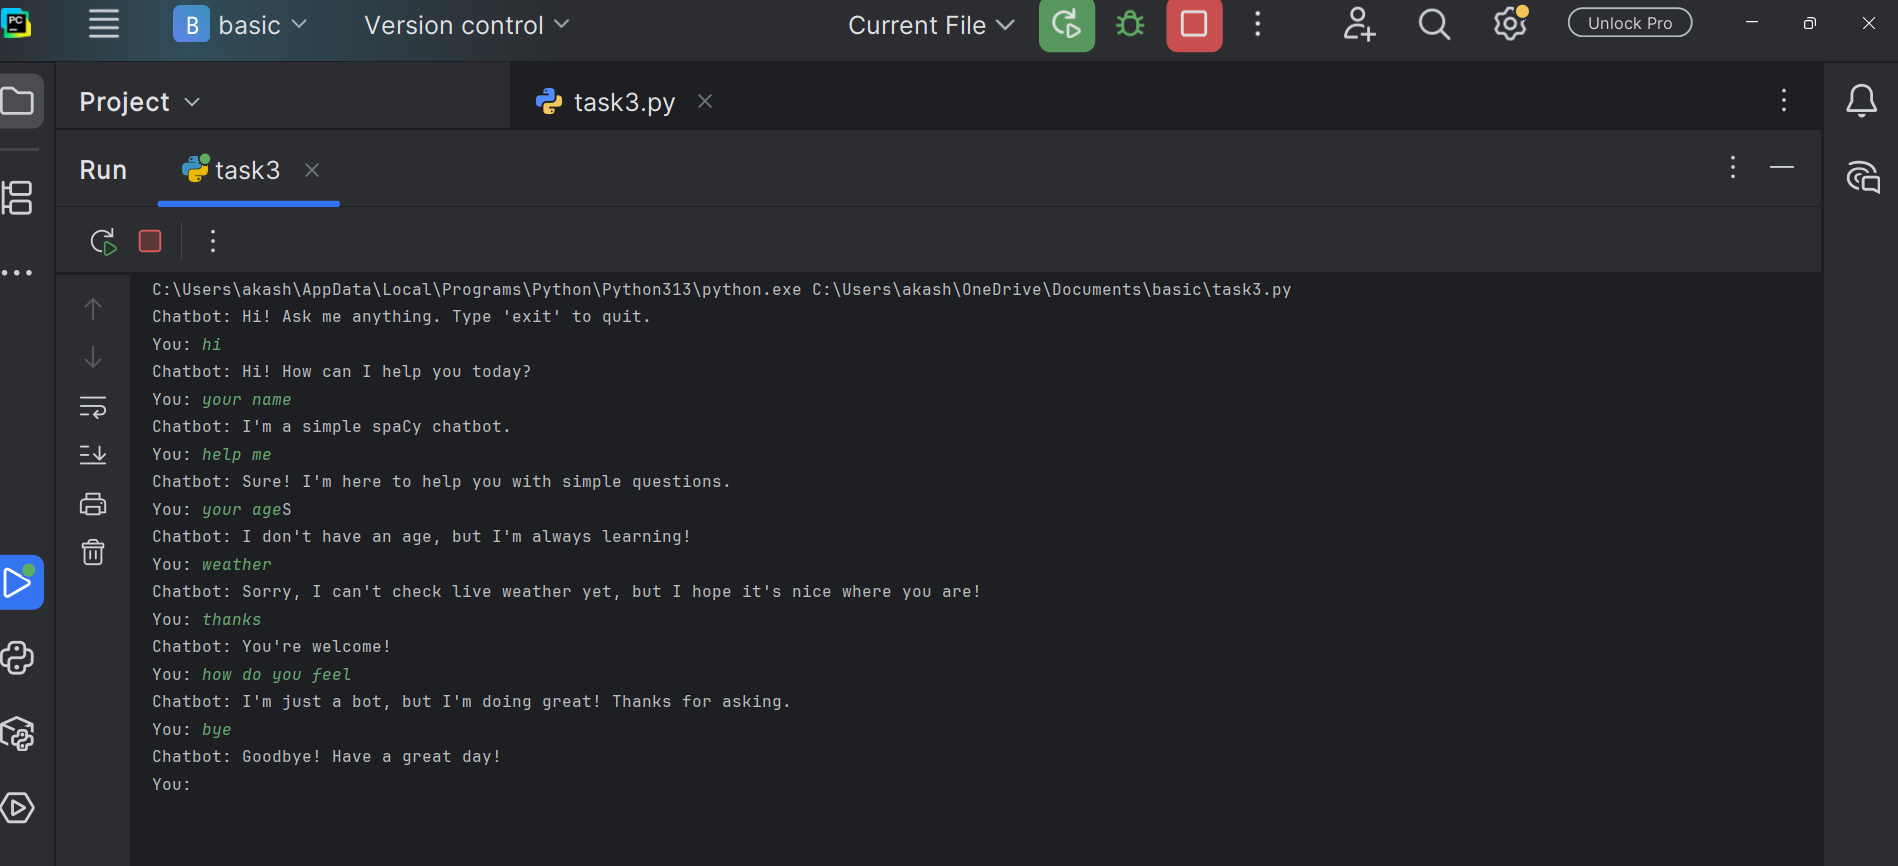 PC
B basic
Version control
Current File
Unlock Pro
Project
task3.py
Run
task3
C:\Users\akash\AppData\Local\Programs\Python\Python313\python.exe C:\Users\akash\OneDrive\Documents\basic\task3.py
Chatbot: Hi! Ask me anything. Type 'exit' to quit.
You: hi
Chatbot: Hi! How can I help you today?
You: your name
Chatbot: I'm a simple spaCy chatbot.
You: help me
Chatbot: Sure! I'm here to help you with simple questions.
You: your ageS
Chatbot: I don't have an age, but I'm always learning!
You: weather
Chatbot: Sorry, I can't check live weather yet, but I hope it's nice where you are!
You: thanks
Chatbot: You're welcome!
You: how do you feel
Chatbot: I'm just a bot, but I'm doing great! Thanks for asking.
You: bye
Chatbot: Goodbye! Have a great day!
You: